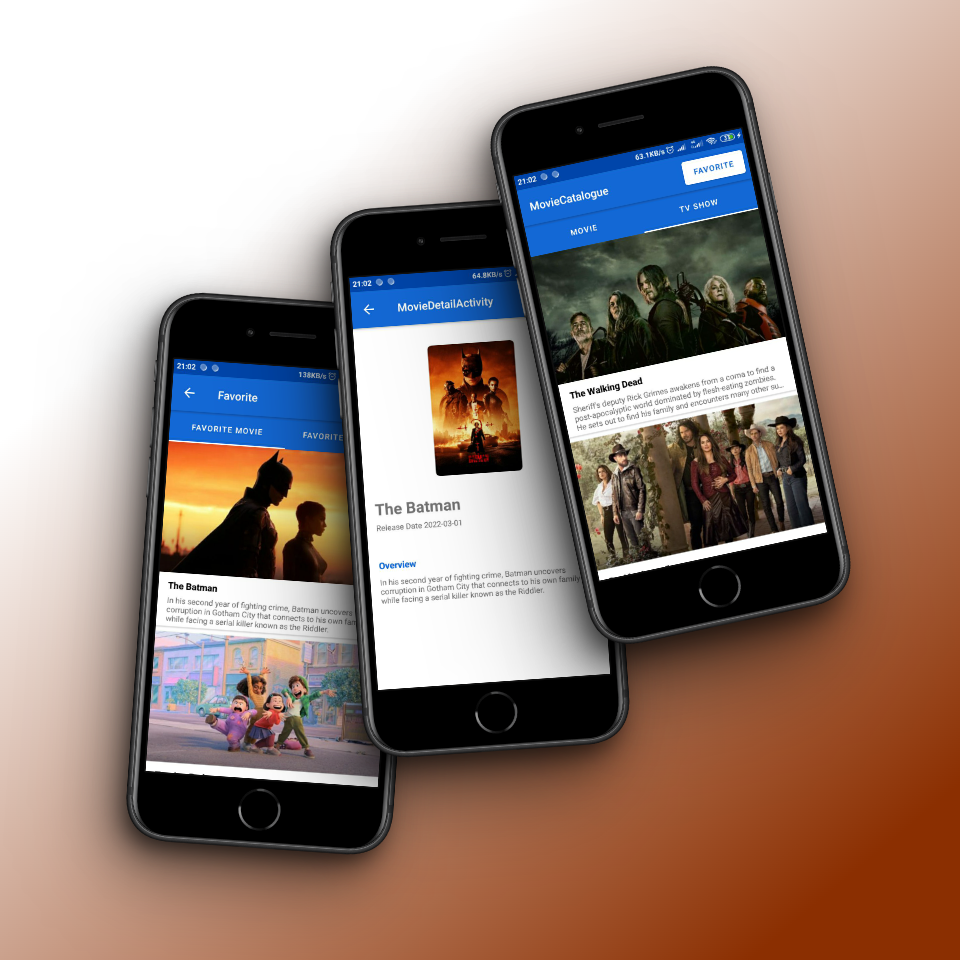 21:02
138KB/s
Favorite
FAVORITE MOVIE
FAVORITE
The Batman
In his second year of fighting crime, Batman uncovers
corruption in Gotham City that connects to his own
while facing a serial killer known as the Riddler.
21:02
64.8KB/s
MovieDetailActivity
The Batman
Release Date 2022-03-01
Overview
In his second year of fighting crime, Batman uncovers
corruption in Gotham City that connects to his own family
while facing a serial killer known as the Riddler.
21:02
63.1KB/s
MovieCatalogue
FAVORITE
MOVIE
TV SHOW
The Walking Dead
Sheriff's deputy Rick Grimes awakens from a coma to find a
post-apocalyptic world dominated by flesh-eating zombies.
He sets out to find his family and encounters many other su...